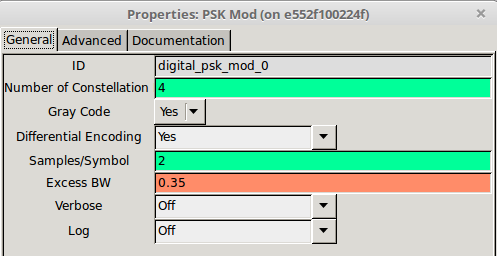 Properties: PSK Mod (on e552f100224f)
General Advanced Documentation
ID digital_psk_mod_0
Number of Constellation 4
Gray Code Yes
Differential Encoding Yes
Samples/Symbol 2
Excess BW 0.35
Verbose Off
Log Off